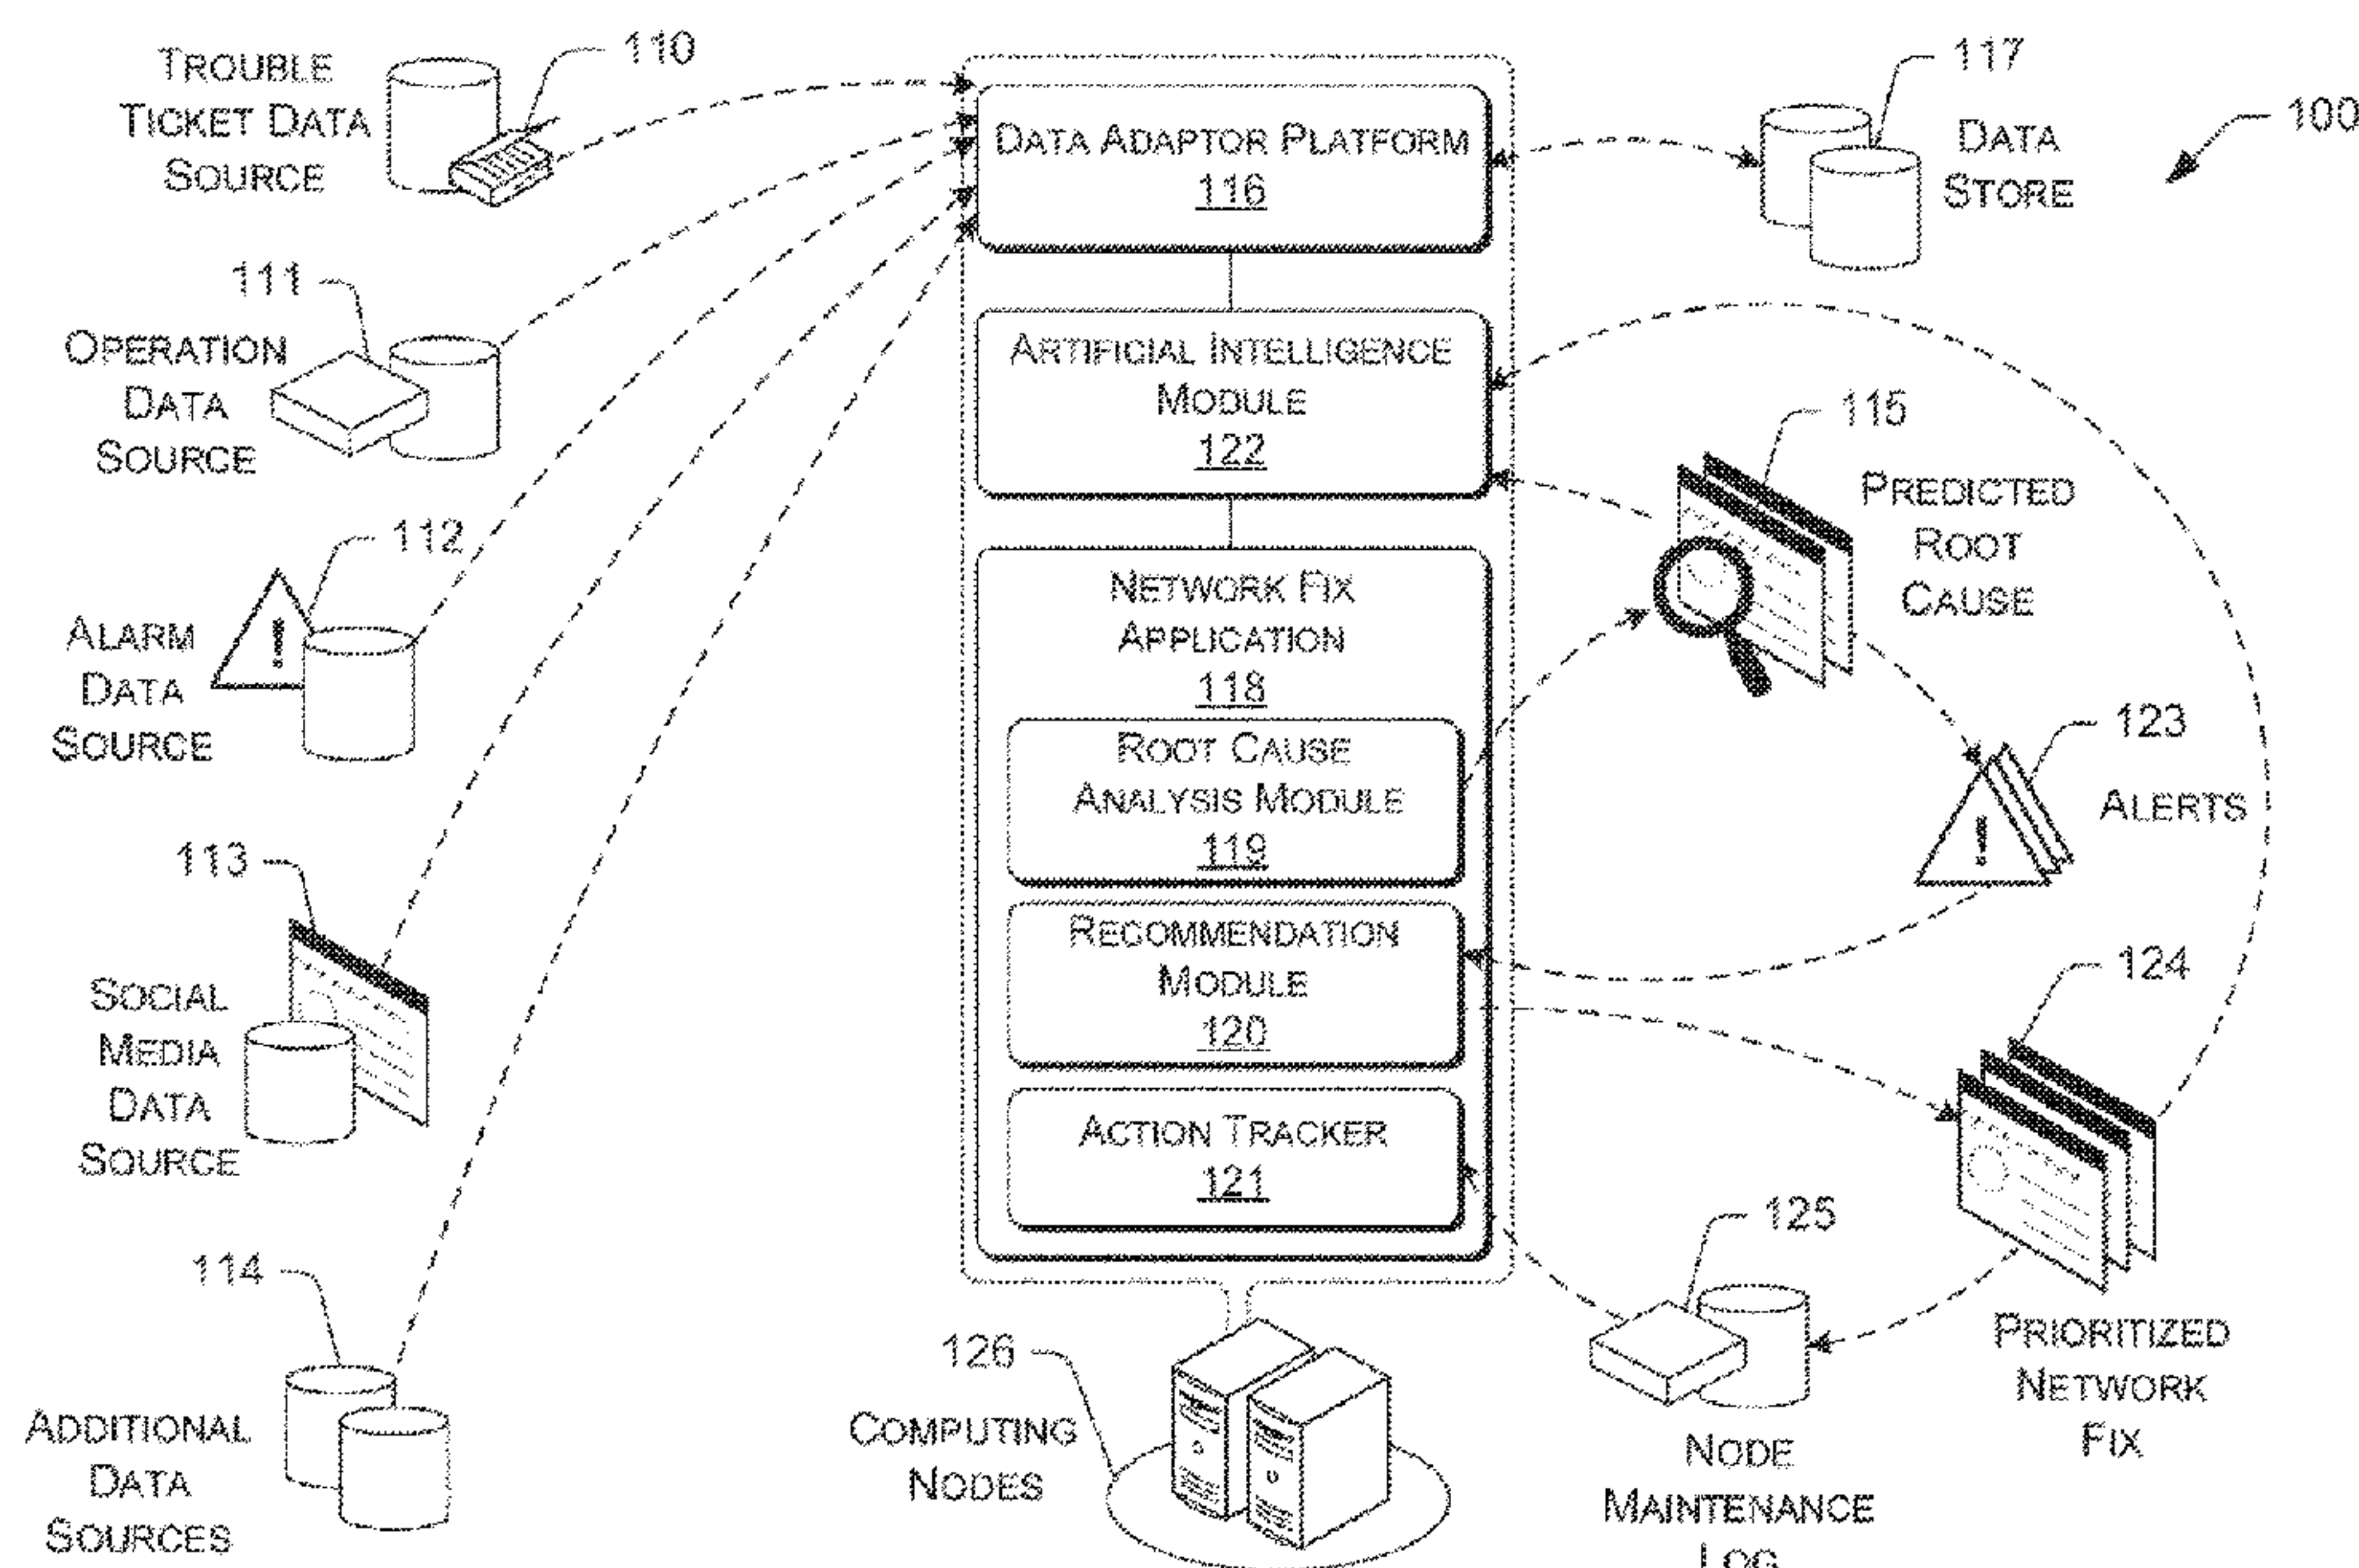 110
TROUBLE
TICKET DATA
SOURCE
111
OPERATION
DATA
SOURCE
112
ALARM
DATA
SOURCE
113
SOCIAL
MEDIA
DATA
SOURCE
114
ADDITIONAL
DATA
SOURCES
DATA ADAPTOR PLATFORM
116
ARTIFICIAL INTELLIGENCE
MODULE
122
NETWORK FIX
APPLICATION
118
ROOT CAUSE
ANALYSIS MODULE
119
RECOMMENDATION
MODULE
120
ACTION TRACKER
121
126
COMPUTING
NODES
117
DATA
STORE
100
115
PREDICTED
ROOT
CAUSE
123
ALERTS
124
PRIORITIZED
NETWORK
FIX
125
NODE
MAINTENANCE
LOG